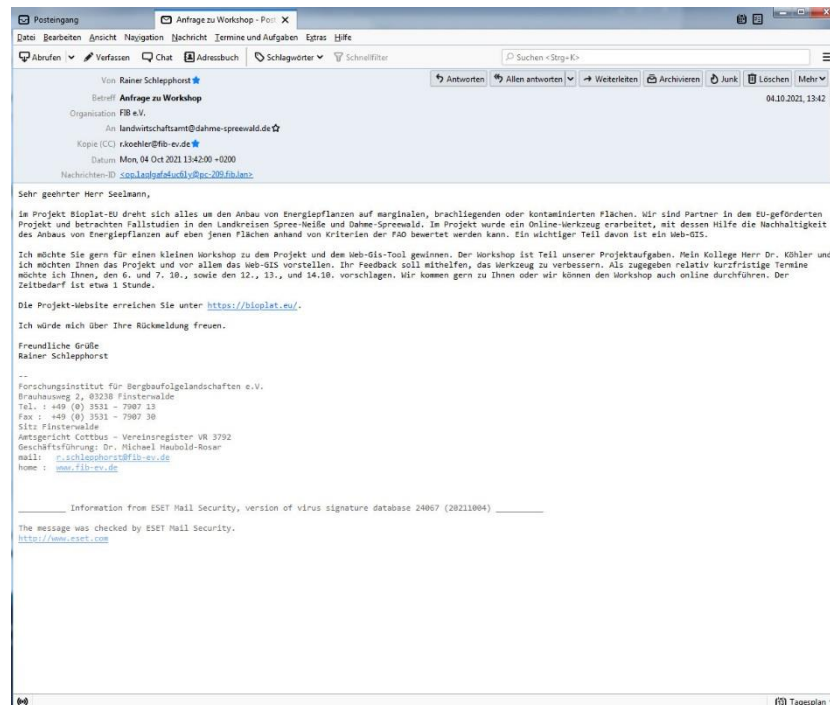 Posteingang
Anfrage zu Workshop - Post
Datei Bearbeiten Ansicht Navigation Nachricht Termine und Aufgaben Extras Hilfe
Abrufen Verfassen Chat Adressbuch Schlagwörter Schnellfilter Suchen <Strg+K>
Von Rainer Schlepphorst Antworten Allen antworten Weiterleiten Archivieren Junk Löschen Mehr
Betreff Anfrage zu Workshop 04.10.2021, 13:42
Organisation FIB e.V.
An landwirtschaftsamt@dahme-spreewald.de
Kopie (CC) r.koehler@fib-ev.de
Datum Mon, 04 Oct 2021 13:42:00 +0200
Nachrichten-ID
Sehr geehrter Herr Seelmann,
im Projekt Bioplat-EU dreht sich alles um den Anbau von Energiepflanzen auf marginalen, brachliegenden oder kontaminierten Flächen. Wir sind Partner in dem EU-geförderten
Projekt und betrachten Fallstudien in den Landkreisen Spree-Neiße und Dahme-Spreewald. Im Projekt wurde ein Online-Werkzeug erarbeitet, mit dessen Hilfe die Nachhaltigkeit
des Anbaus von Energiepflanzen auf eben jenen Flächen anhand von Kriterien der FAO bewertet werden kann. Ein wichtiger Teil davon ist ein Web-GIS.
Ich möchte Sie gern für einen kleinen Workshop zu dem Projekt und dem Web-Gis-Tool gewinnen. Der Workshop ist Teil unserer Projektaufgaben. Mein Kollege Herr Dr. Köhler und
ich möchten Ihnen das Projekt und vor allem das Web-GIS vorstellen. Ihr Feedback soll mithelfen, das Werkzeug zu verbessern. Als zugegeben relativ kurzfristige Termine
möchte ich Ihnen, den 6. und 7. 10., sowie den 12., 13., und 14.10. vorschlagen. Wir kommen gern zu Ihnen oder wir können den Workshop auch online durchführen. Der
Zeitbedarf ist etwa 1 Stunde.
Die Projekt-Website erreichen Sie unter https://bioplat.eu/.
Ich würde mich über Ihre Rückmeldung freuen.
Freundliche Grüße
Rainer Schlepphorst
--
Forschungsinstitut für Bergbaufolgelandschaften e.V.
Brauhausweg 2, 03238 Finsterwalde
Tel. : +49 (0) 3531 - 7907 13
Fax : +49 (0) 3531 - 7907 30
Sitz Finsterwalde
Amtsgericht Cottbus - Vereinsregister VR 3792
Geschäftsführung: Dr. Michael Haubold-Rosar
mail: r.schlepphorst@fib-ev.de
home : www.fib-ev.de
__________ Information from ESET Mail Security, version of virus signature database 24067 (20211004) __________
The message was checked by ESET Mail Security.
http://www.eset.com
Tagesplan